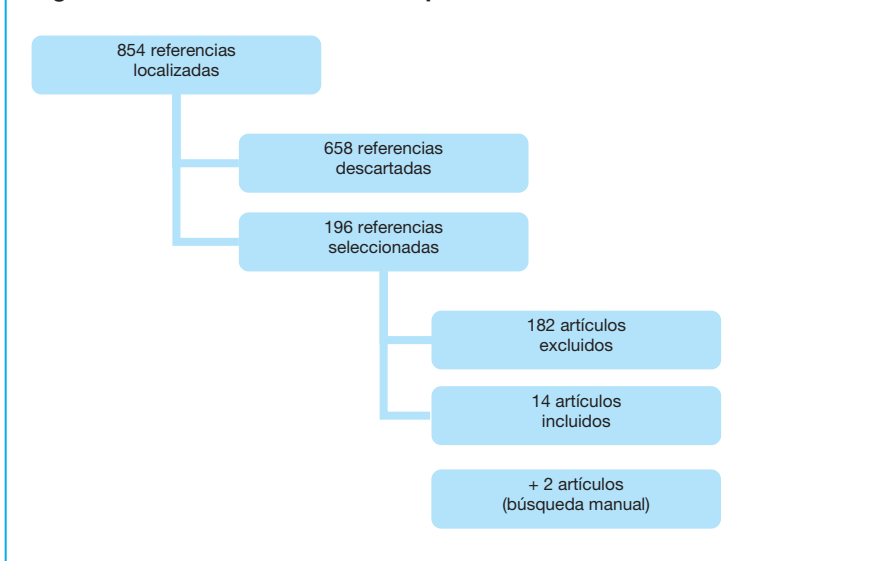 854 referencias
localizadas
658 referencias
descartadas
196 referencias
seleccionadas
182 artículos
excluidos
14 artículos
incluidos
+ 2 artículos
(búsqueda manual)